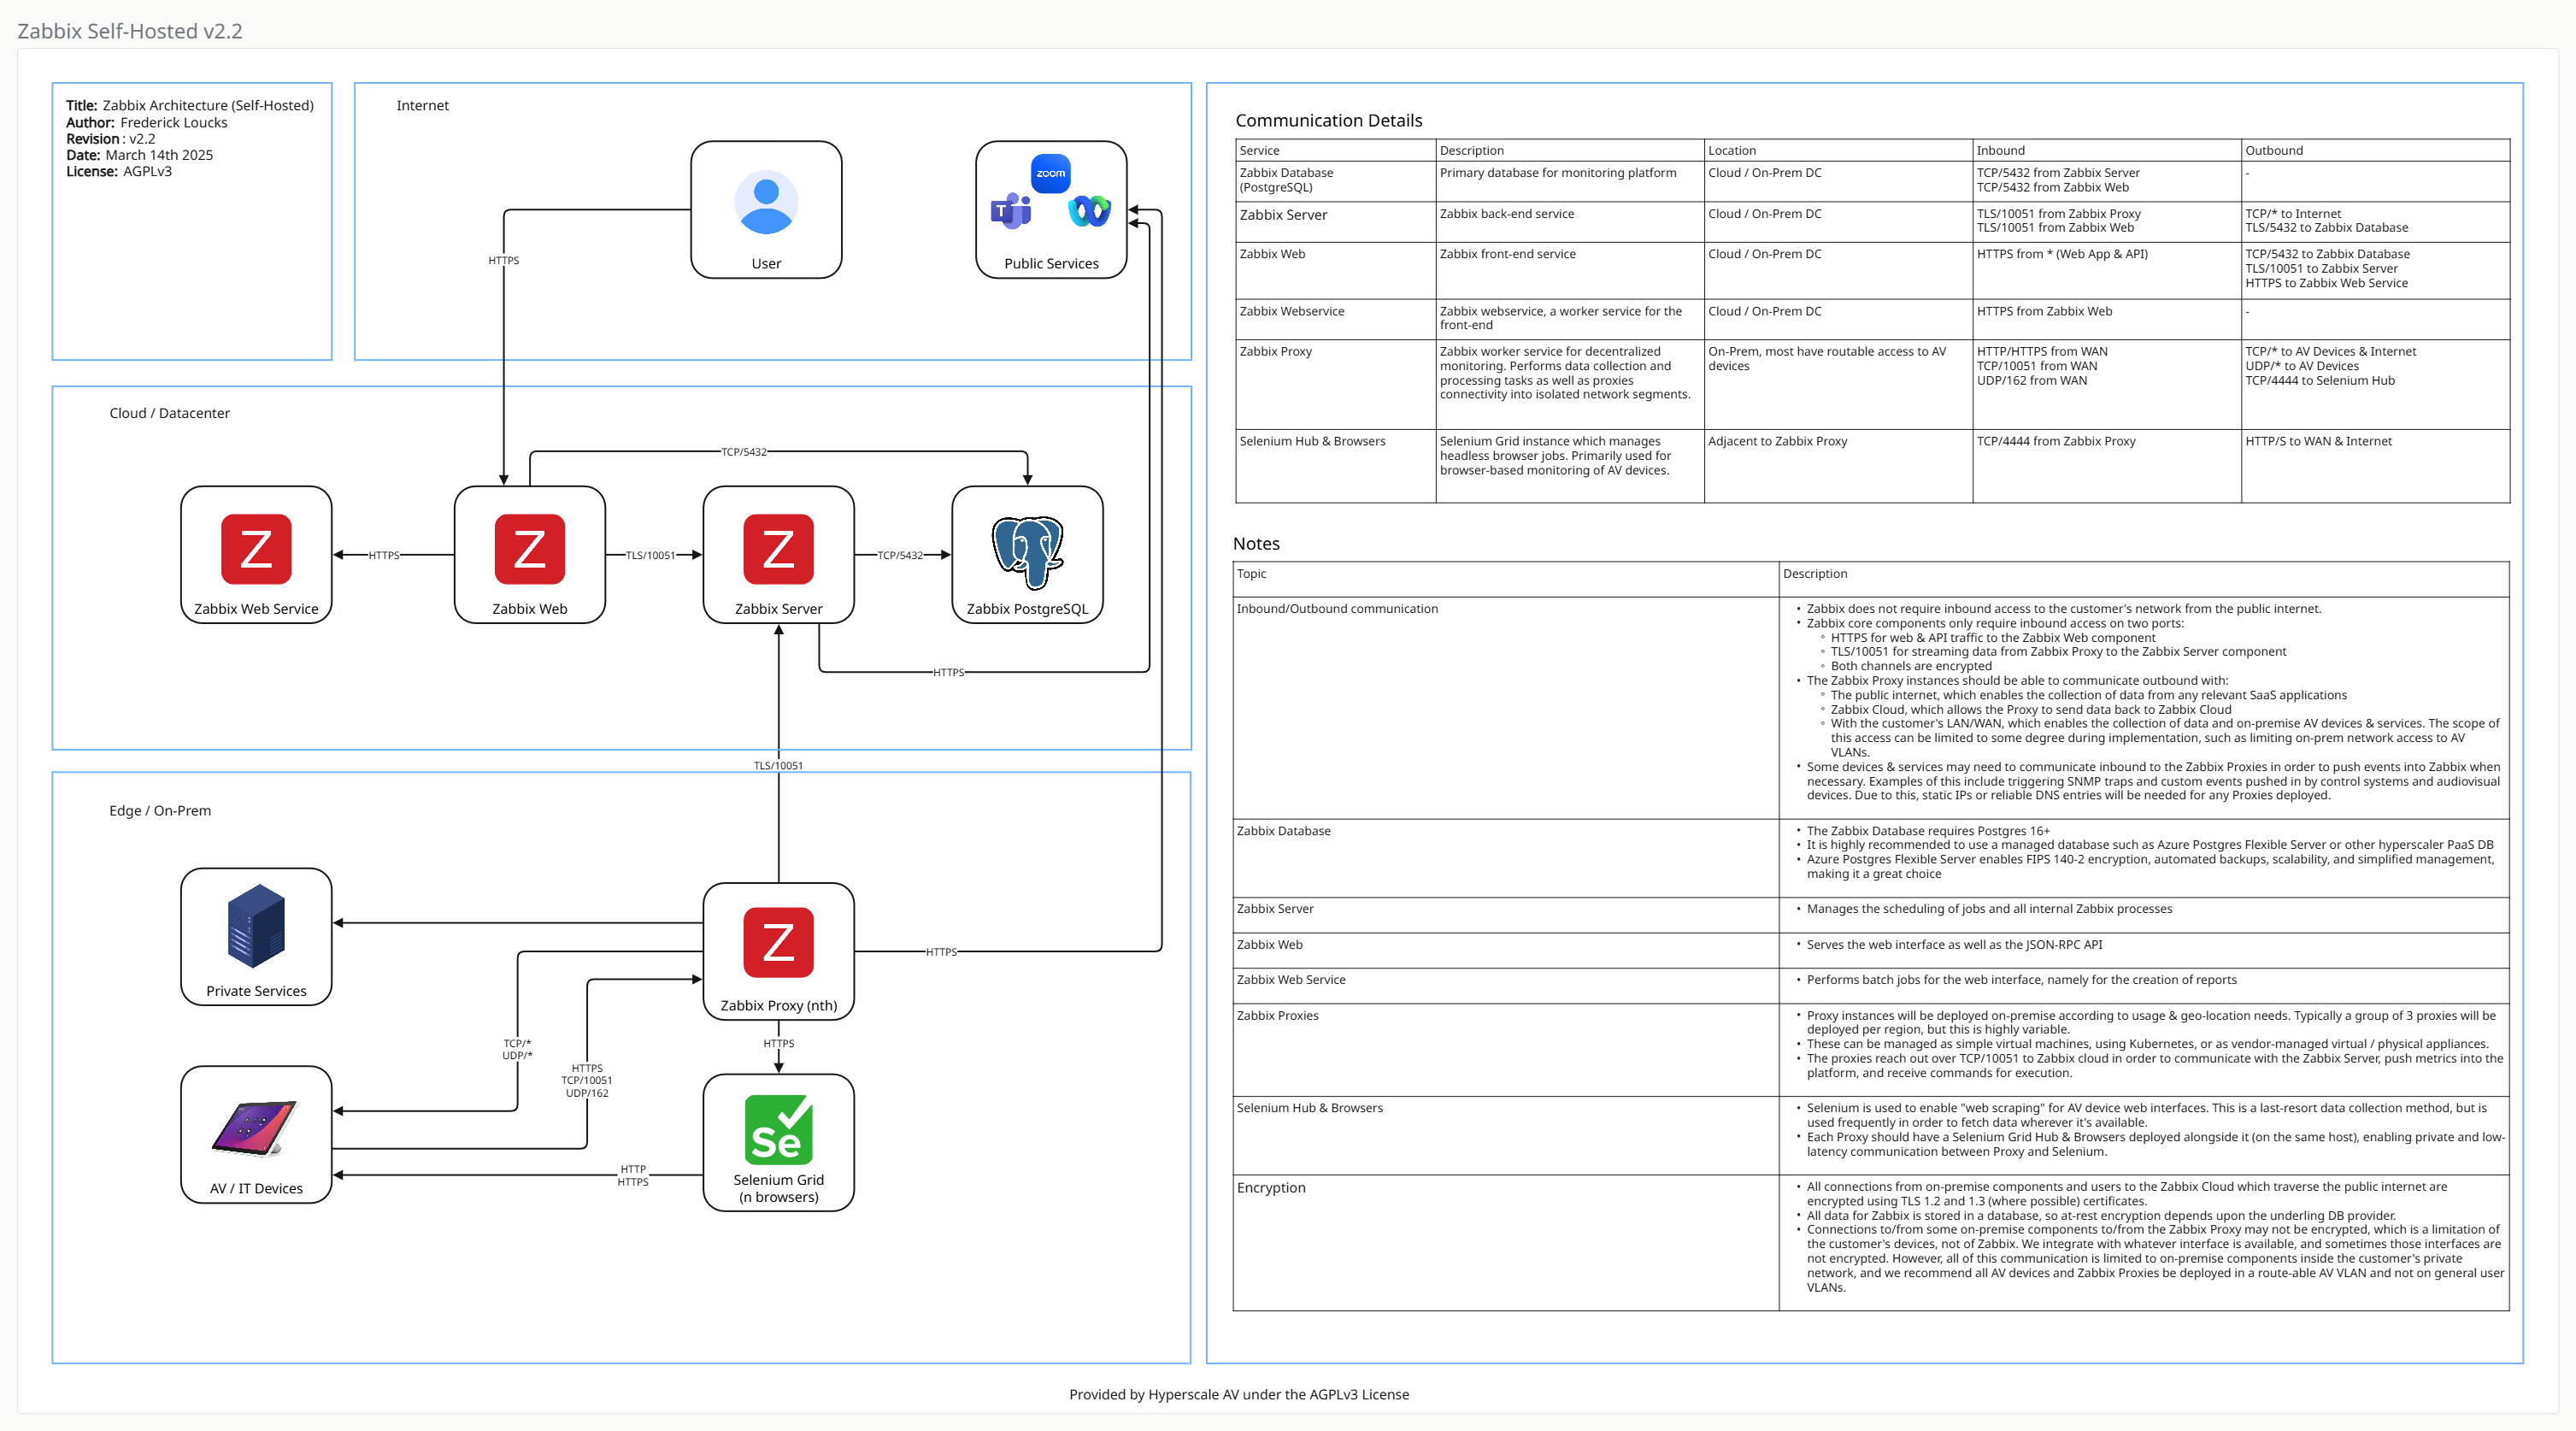 Zabbix Self-Hosted v2.2
Title: Zabbix Architecture (Self-Hosted)
Author: Frederick Loucks
Revision : v2.2
Date: March 14th 2025
License: AGPLv3
Internet
User
zoom
T
Public Services
HTTPS
Cloud / Datacenter
TCP/5432
Z
Zabbix Web Service
HTTPS
Z
Zabbix Web
TLS/10051
Z
Zabbix Server
TCP/5432
Zabbix PostgreSQL
HTTPS
TLS/10051
Edge / On-Prem
Private Services
Z
Zabbix Proxy (nth)
HTTPS
TCP/*
UDP/*
HTTPS
TCP/10051
UDP/162
HTTPS
AV / IT Devices
HTTP
HTTPS
Se
Selenium Grid
(n browsers)
Communication Details
Service Description Location Inbound Outbound
Zabbix Database
(PostgreSQL)
Primary database for monitoring platform
Cloud / On-Prem DC
TCP/5432 from Zabbix Server
TCP/5432 from Zabbix Web
-
Zabbix Server
Zabbix back-end service
Cloud / On-Prem DC
TLS/10051 from Zabbix Proxy
TLS/10051 from Zabbix Web
TCP/* to Internet
TLS/5432 to Zabbix Database
Zabbix Web
Zabbix front-end service
Cloud / On-Prem DC
HTTPS from * (Web App & API)
TCP/5432 to Zabbix Database
TLS/10051 to Zabbix Server
HTTPS to Zabbix Web Service
Zabbix Webservice
Zabbix webservice, a worker service for the
front-end
Cloud / On-Prem DC
HTTPS from Zabbix Web
-
Zabbix Proxy
Zabbix worker service for decentralized
monitoring. Performs data collection and
processing tasks as well as proxies
connectivity into isolated network segments.
On-Prem, most have routable access to AV
devices
HTTP/HTTPS from WAN
TCP/10051 from WAN
UDP/162 from WAN
TCP/* to AV Devices & Internet
UDP/* to AV Devices
TCP/4444 to Selenium Hub
Selenium Hub & Browsers
Selenium Grid instance which manages
headless browser jobs. Primarily used for
browser-based monitoring of AV devices.
Adjacent to Zabbix Proxy
TCP/4444 from Zabbix Proxy
HTTP/S to WAN & Internet
Notes
Topic Description
Inbound/Outbound communication
• Zabbix does not require inbound access to the customer's network from the public internet.
• Zabbix core components only require inbound access on two ports:
◦ HTTPS for web & API traffic to the Zabbix Web component
◦ TLS/10051 for streaming data from Zabbix Proxy to the Zabbix Server component
◦ Both channels are encrypted
• The Zabbix Proxy instances should be able to communicate outbound with:
◦ The public internet, which enables the collection of data from any relevant SaaS applications
◦ Zabbix Cloud, which allows the Proxy to send data back to Zabbix Cloud
◦ With the customer's LAN/WAN, which enables the collection of data and on-premise AV devices & services. The scope of
this access can be limited to some degree during implementation, such as limiting on-prem network access to AV
VLANs.
• Some devices & services may need to communicate inbound to the Zabbix Proxies in order to push events into Zabbix when
necessary. Examples of this include triggering SNMP traps and custom events pushed in by control systems and audiovisual
devices. Due to this, static IPs or reliable DNS entries will be needed for any Proxies deployed.
Zabbix Database
• The Zabbix Database requires Postgres 16+
• It is highly recommended to use a managed database such as Azure Postgres Flexible Server or other hyperscaler PaaS DB
• Azure Postgres Flexible Server enables FIPS 140-2 encryption, automated backups, scalability, and simplified management,
making it a great choice
Zabbix Server
• Manages the scheduling of jobs and all internal Zabbix processes
Zabbix Web
• Serves the web interface as well as the JSON-RPC API
Zabbix Web Service
• Performs batch jobs for the web interface, namely for the creation of reports
Zabbix Proxies
• Proxy instances will be deployed on-premise according to usage & geo-location needs. Typically a group of 3 proxies will be
deployed per region, but this is highly variable.
• These can be managed as simple virtual machines, using Kubernetes, or as vendor-managed virtual / physical appliances.
• The proxies reach out over TCP/10051 to Zabbix cloud in order to communicate with the Zabbix Server, push metrics into the
platform, and receive commands for execution.
Selenium Hub & Browsers
• Selenium is used to enable "web scraping" for AV device web interfaces. This is a last-resort data collection method, but is
used frequently in order to fetch data wherever it's available.
• Each Proxy should have a Selenium Grid Hub & Browsers deployed alongside it (on the same host), enabling private and low-
latency communication between Proxy and Selenium.
Encryption
• All connections from on-premise components and users to the Zabbix Cloud which traverse the public internet are
encrypted using TLS 1.2 and 1.3 (where possible) certificates.
• All data for Zabbix is stored in a database, so at-rest encryption depends upon the underling DB provider.
• Connections to/from some on-premise components to/from the Zabbix Proxy may not be encrypted, which is a limitation of
the customer's devices, not of Zabbix. We integrate with whatever interface is available, and sometimes those interfaces are
not encrypted. However, all of this communication is limited to on-premise components inside the customer's private
network, and we recommend all AV devices and Zabbix Proxies be deployed in a route-able AV VLAN and not on general user
VLANs.
Provided by Hyperscale AV under the AGPLv3 License